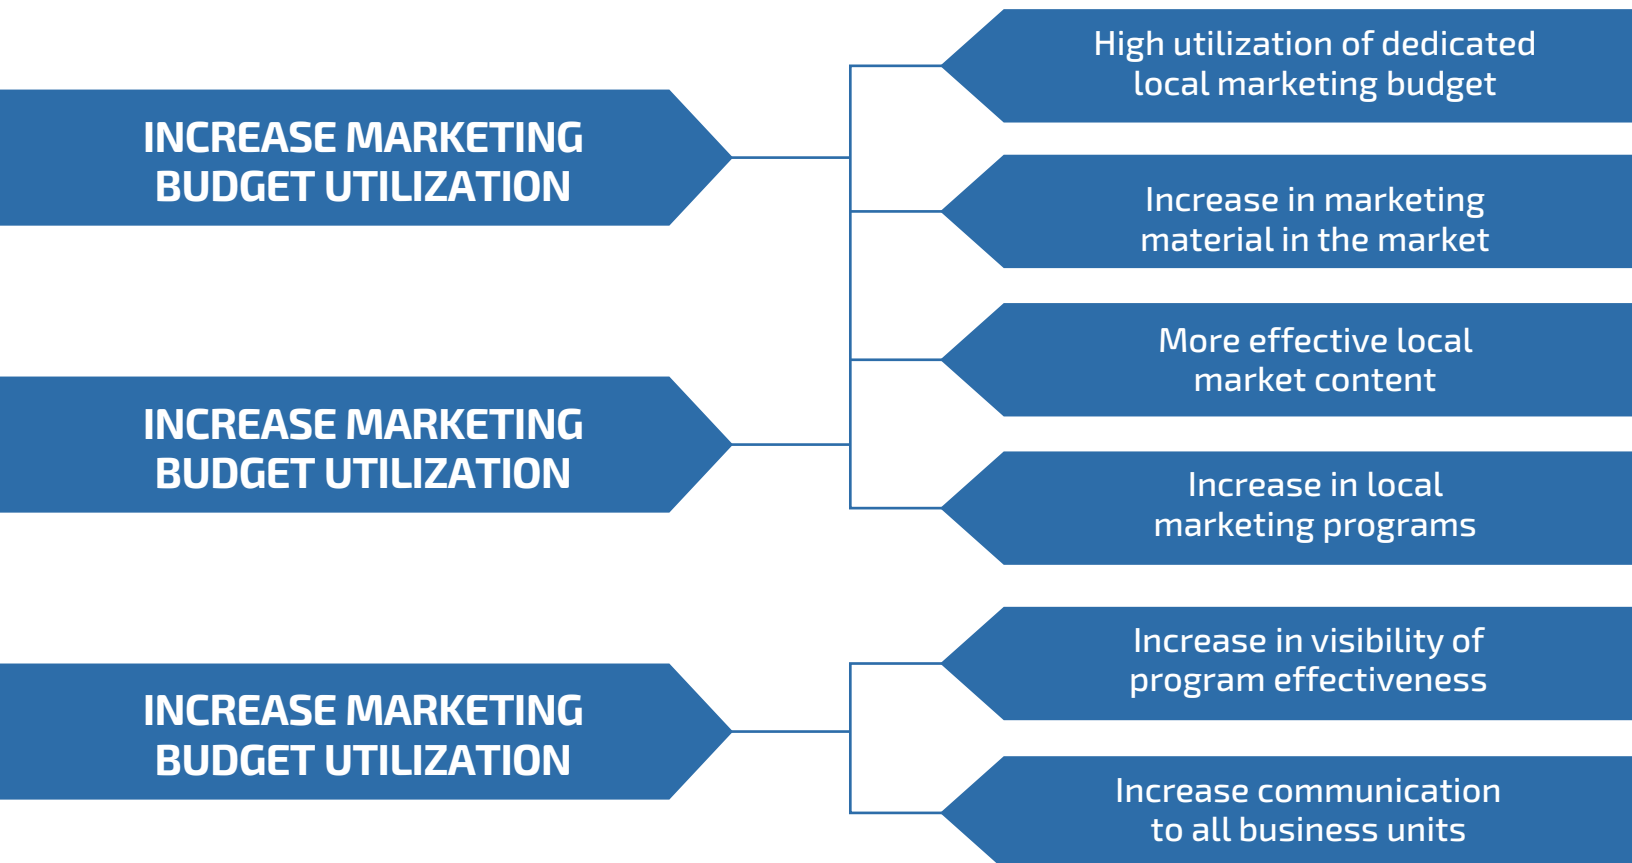 INCREASE MARKETING
BUDGET UTILIZATION
INCREASE MARKETING
BUDGET UTILIZATION
INCREASE MARKETING
BUDGET UTILIZATION
High utilization of dedicated
local marketing budget
Increase in marketing
material in the market
More effective local
market content
Increase in local
marketing programs
Increase in visibility of
program effectiveness
Increase communication
to all business units